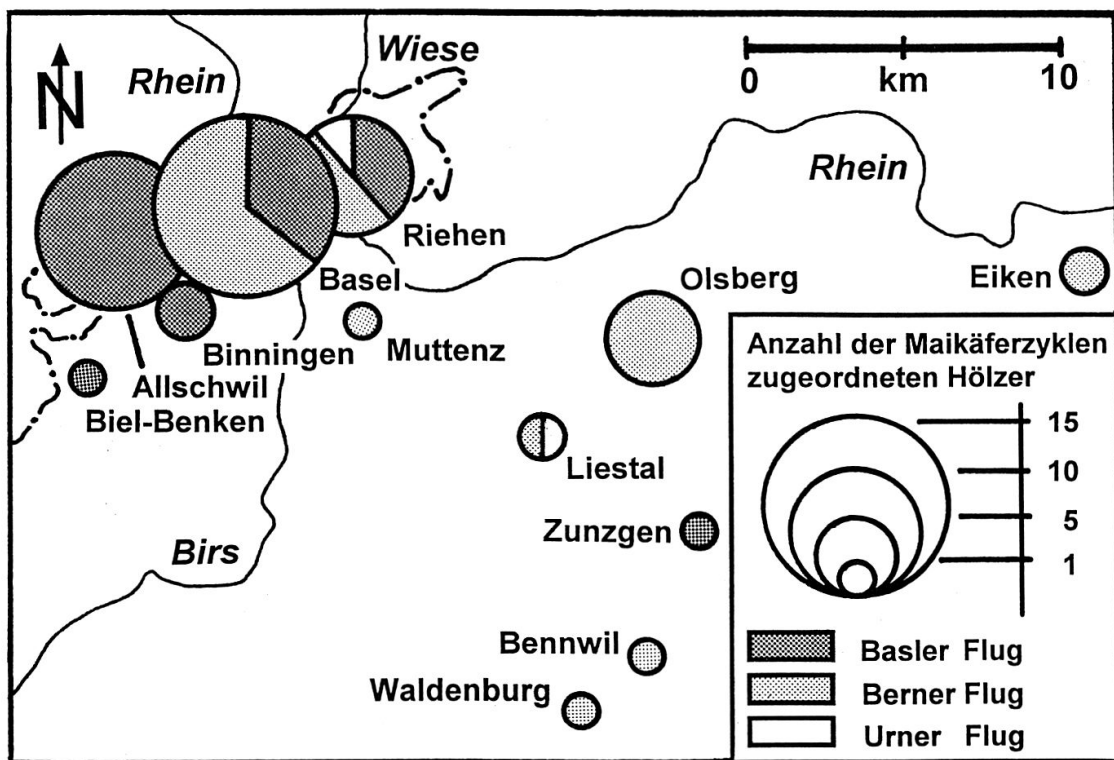 N
Rhein
Wiese
0 km 10
Rhein
Riehen
Basel
Olsberg
Eiken
Binningen
Muttenz
Allschwil
Biel-Benken
Liestal
Zunzgen
Birs
Bennwil
Waldenburg
Anzahl der Maikäferzyklen
zugeordneten Hölzer
15
10
5
1
Basler Flug
Berner Flug
Urner Flug